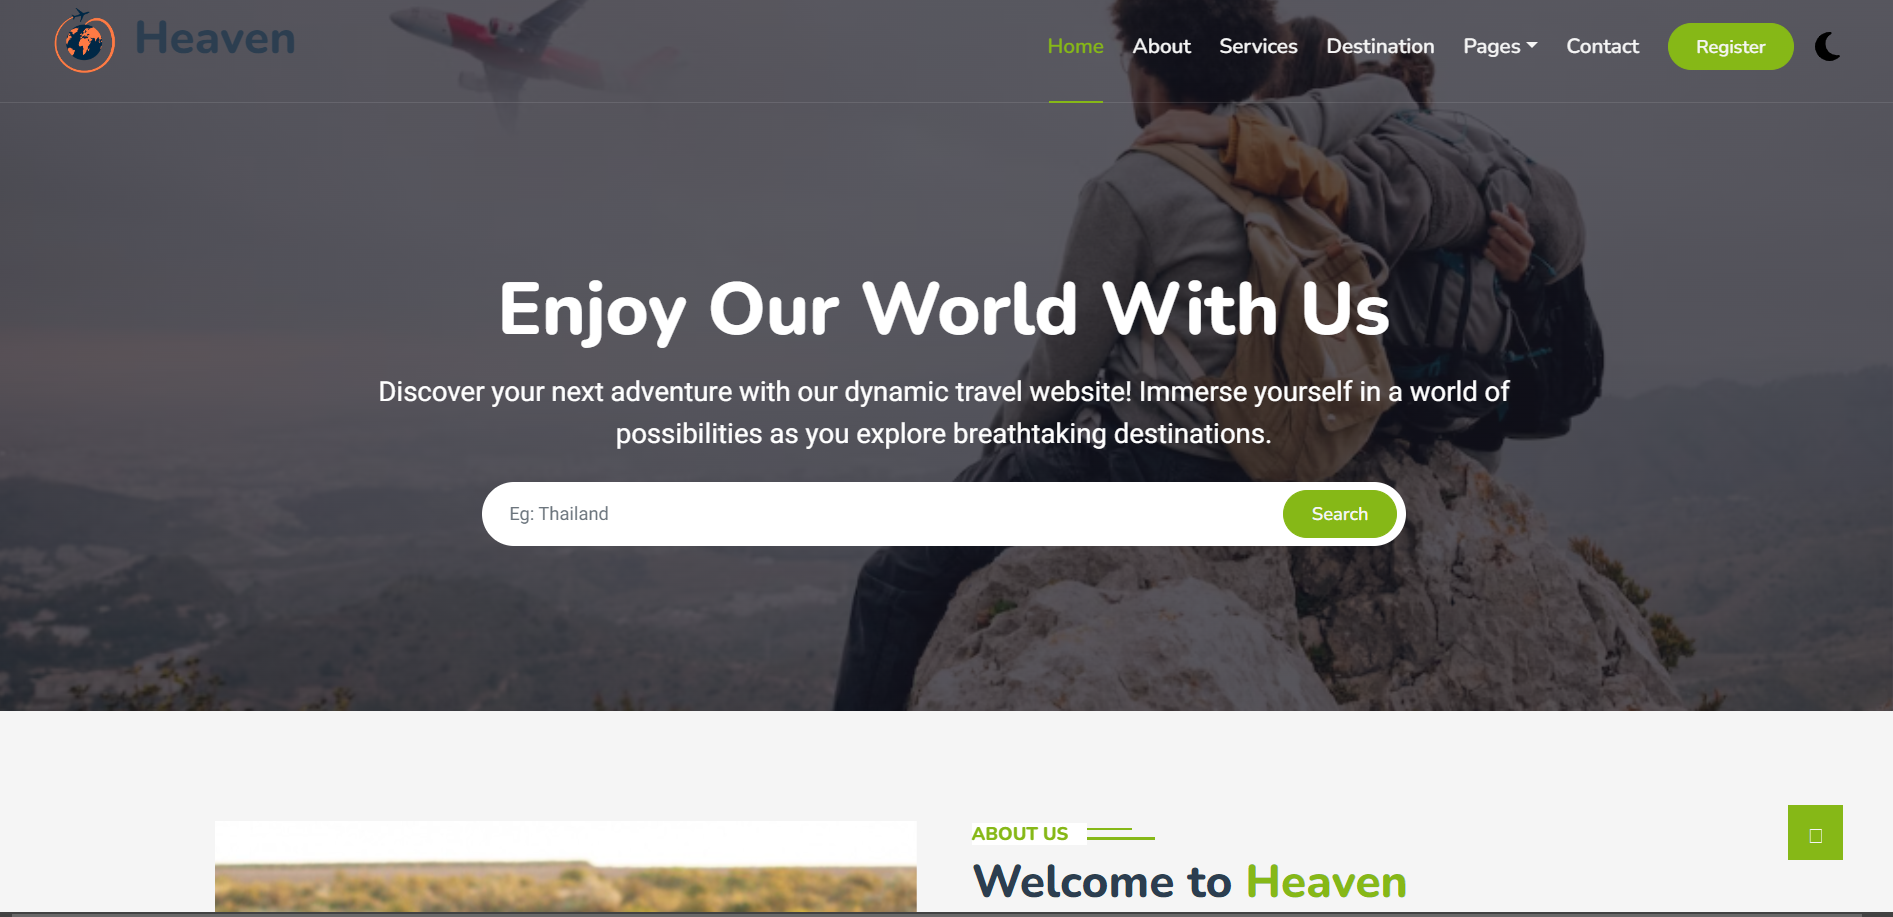 Heaven
Home About Services Destination Pages Contact Register
Enjoy Our World With Us
Discover your next adventure with our dynamic travel website! Immerse yourself in a world of
possibilities as you explore breathtaking destinations.
Eg: Thailand Search
ABOUT US
Welcome to Heaven